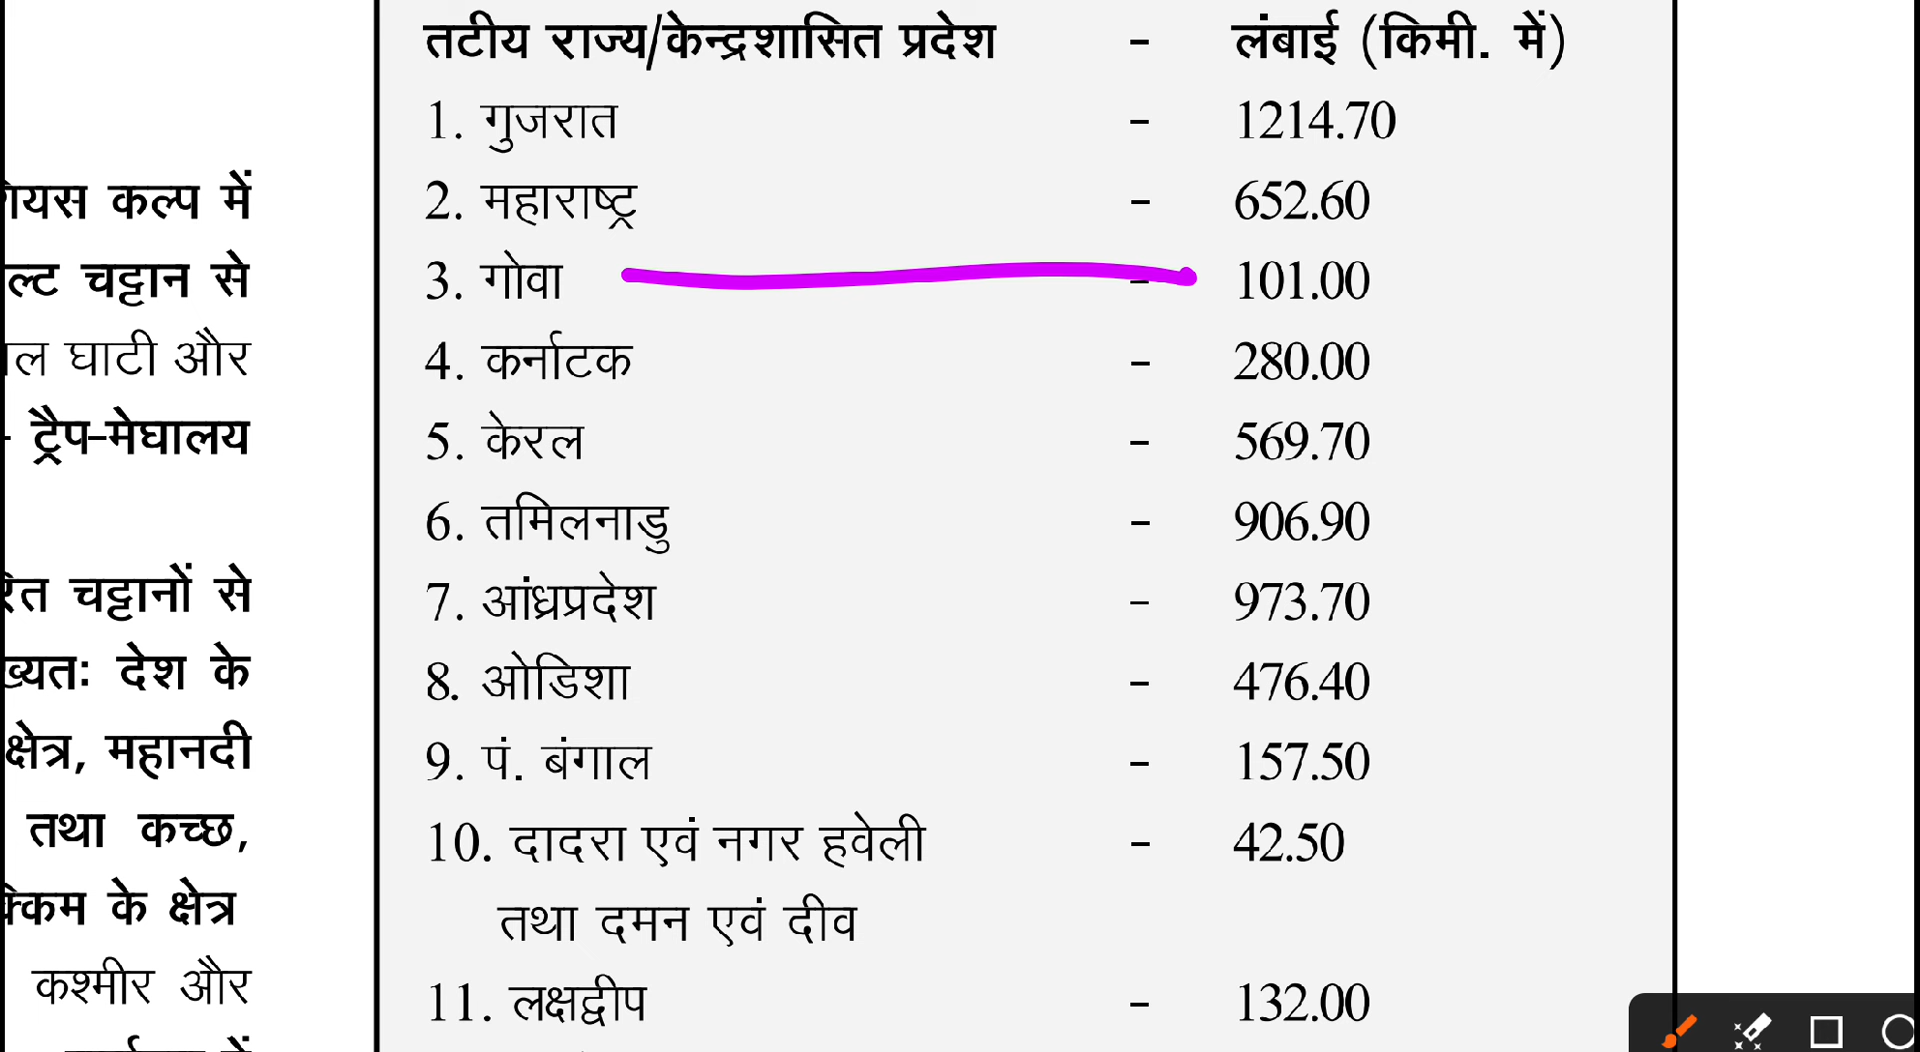 कल्प में
चट्टान से
घाटी और
ट्रैप-मेघालय
चट्टानों से
देश के
क्षेत्र, महानदी
तथा कच्छ,
के क्षेत्र
कश्मीर और
तटीय राज्य/केन्द्रशासित प्रदेश - लंबाई (किमी. में)
1. गुजरात - 1214.70
2. महाराष्ट्र - 652.60
3. गोवा - 101.00
4. कर्नाटक - 280.00
5. केरल - 569.70
6. तमिलनाडु - 906.90
7. आंध्रप्रदेश - 973.70
8. ओडिशा - 476.40
9. पं. बंगाल - 157.50
10. दादरा एवं नगर हवेली - 42.50
तथा दमन एवं दीव
11. लक्षद्वीप - 132.00